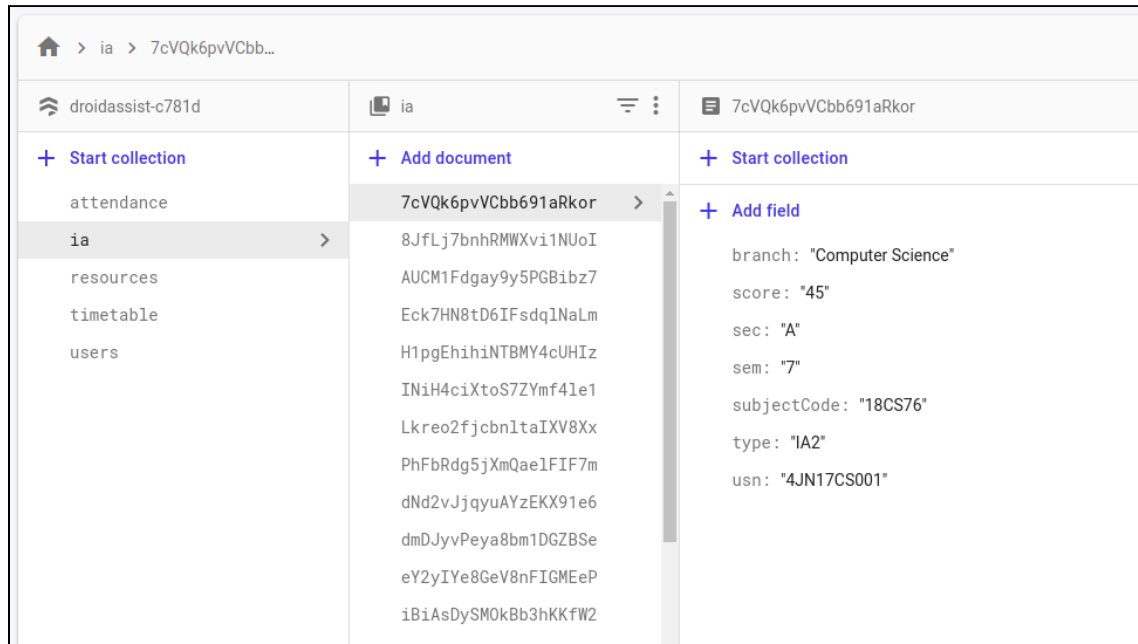 ia > 7cVQk6pvVCbb…
droidassist-c781d
Start collection
attendance
ia
resources
timetable
users
ia
Add document
7cVQk6pvVCbb691aRkor
8JfLj7bnhRMWXvi1NUoI
AUCM1Fdgay9y5PGBibz7
Eck7HN8tD6IFsdqlNaLm
H1pgEhihiNTBMY4cUHIz
INiH4ciXtoS7ZYmf4le1
Lkreo2fjcbnltaIXV8Xx
PhFbRdg5jXmQaelFIF7m
dNd2vJjqyuAYzEKX91e6
dmDJyvPeya8bm1DGZBSe
eY2yIYe8GeV8nFIGMEeP
iBiAsDySMOkBb3hKKfW2
7cVQk6pvVCbb691aRkor
Start collection
Add field
branch: "Computer Science"
score: "45"
sec: "A"
sem: "7"
subjectCode: "18CS76"
type: "IA2"
usn: "4JN17CS001"